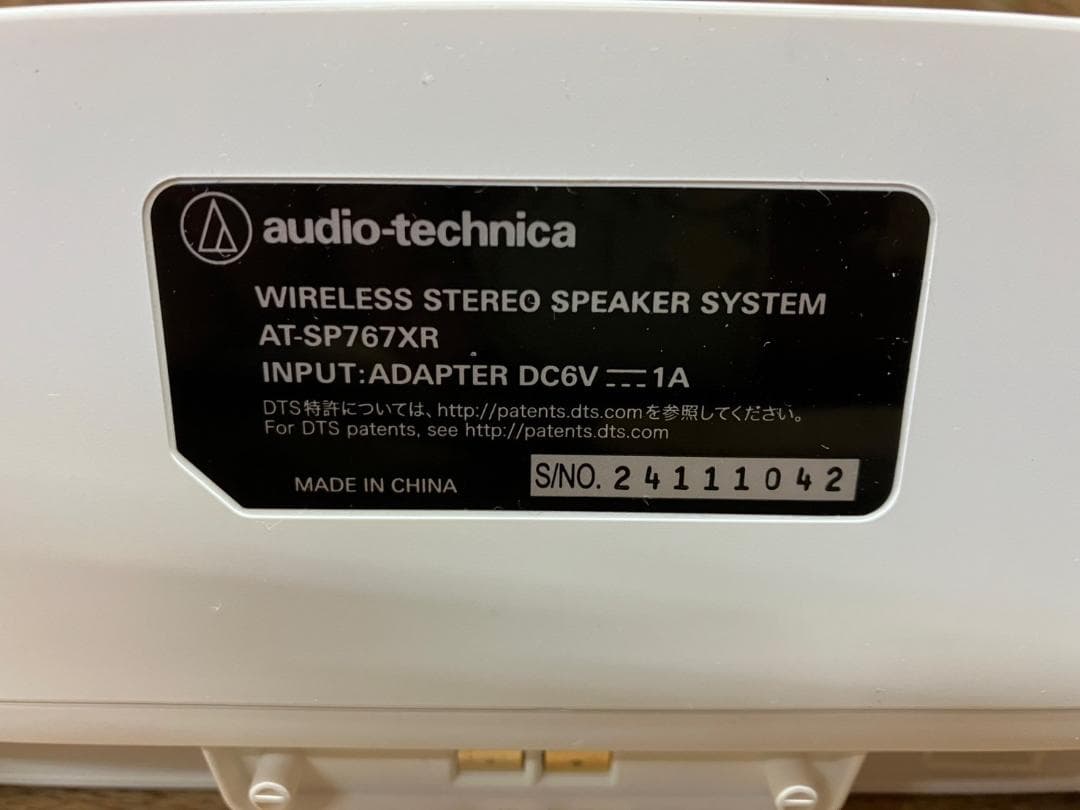 audio-technica
WIRELESS STEREO SPEAKER SYSTEM
AT-SP767XR
INPUT:ADAPTER DC6V ⎓ 1A
DTS特許については、http://patents.dts.comを参照してください。
For DTS patents, see http://patents.dts.com
MADE IN CHINA
S/NO. 24111042